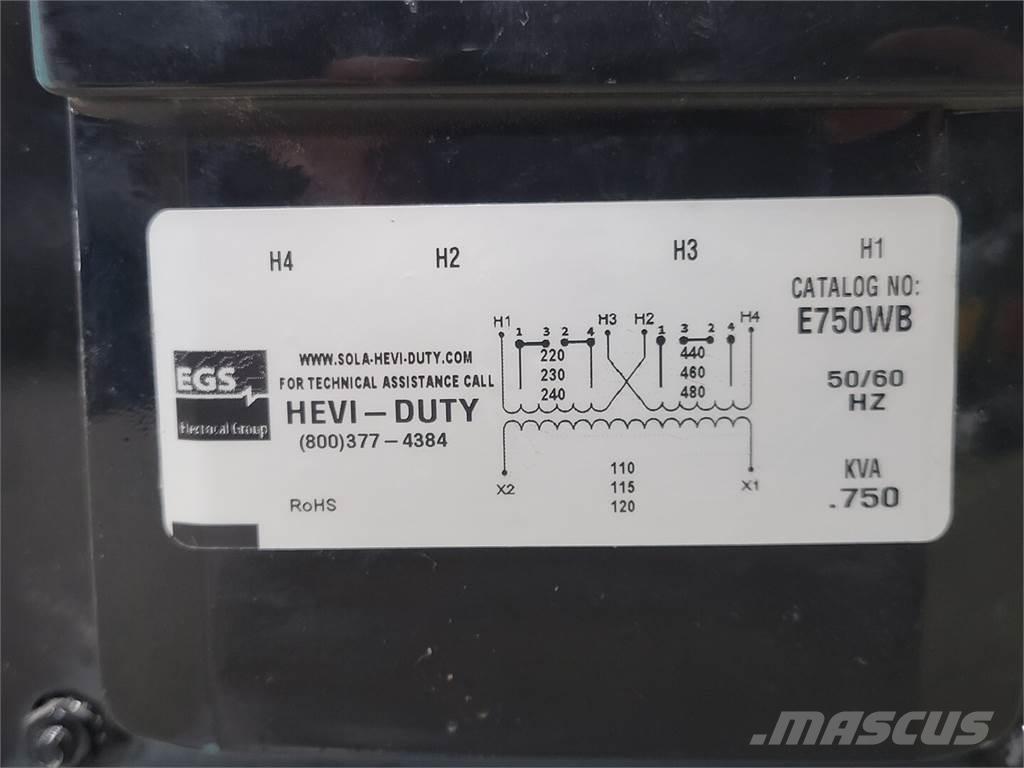 H4 H2 H3 H1
CATALOG NO:
E750WB
50/60
HZ
KVA
.750
EGS
Electrical Group
WWW.SOLA-HEVI-DUTY.COM
FOR TECHNICAL ASSISTANCE CALL
HEVI-DUTY
(800)377-4384
RoHS
H1 H3 H2 H4
1 3 2 4 1 3 2 4
220 440
230 460
240 480
X2 X1
110
115
120
.MASCUS